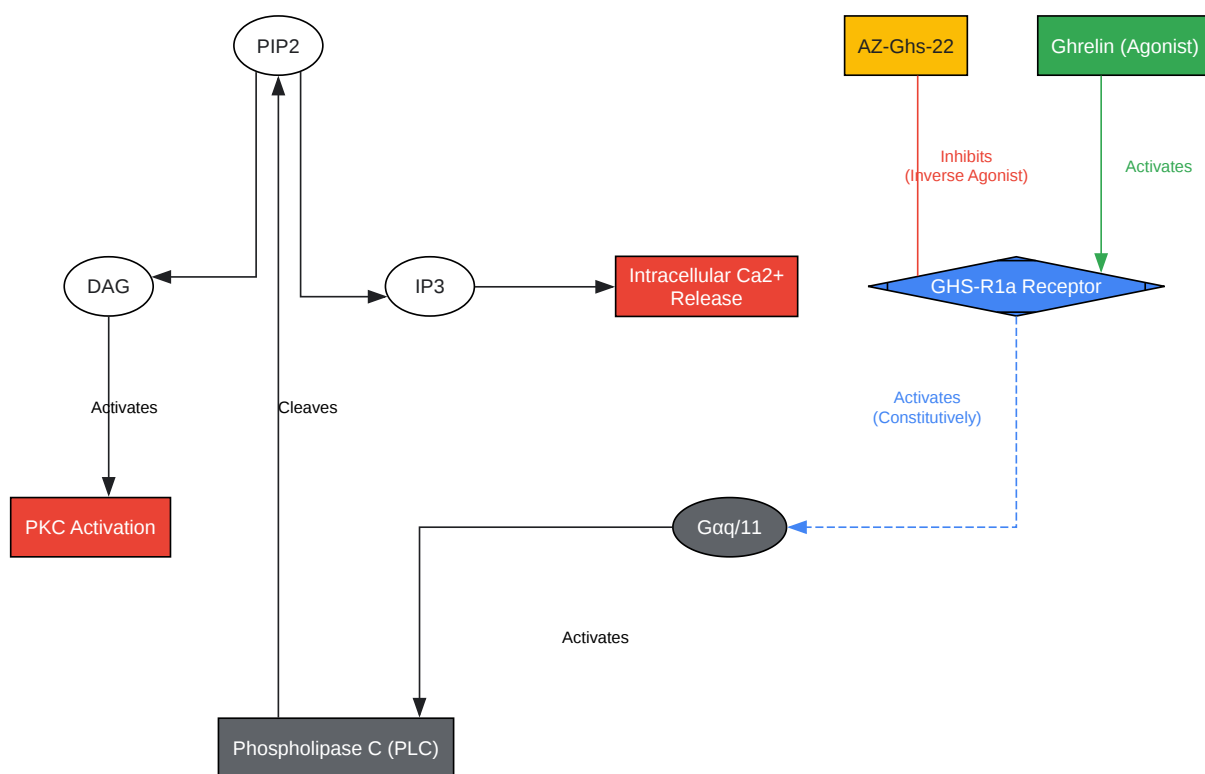 PIP2
AZ-Ghs-22
Ghrelin (Agonist)
Inhibits
(Inverse Agonist)
Activates
DAG
IP3
Intracellular Ca2+
Release
GHS-R1a Receptor
Activates
(Constitutively)
Activates
Cleaves
PKC Activation
Gαq/11
Activates
Phospholipase C (PLC)